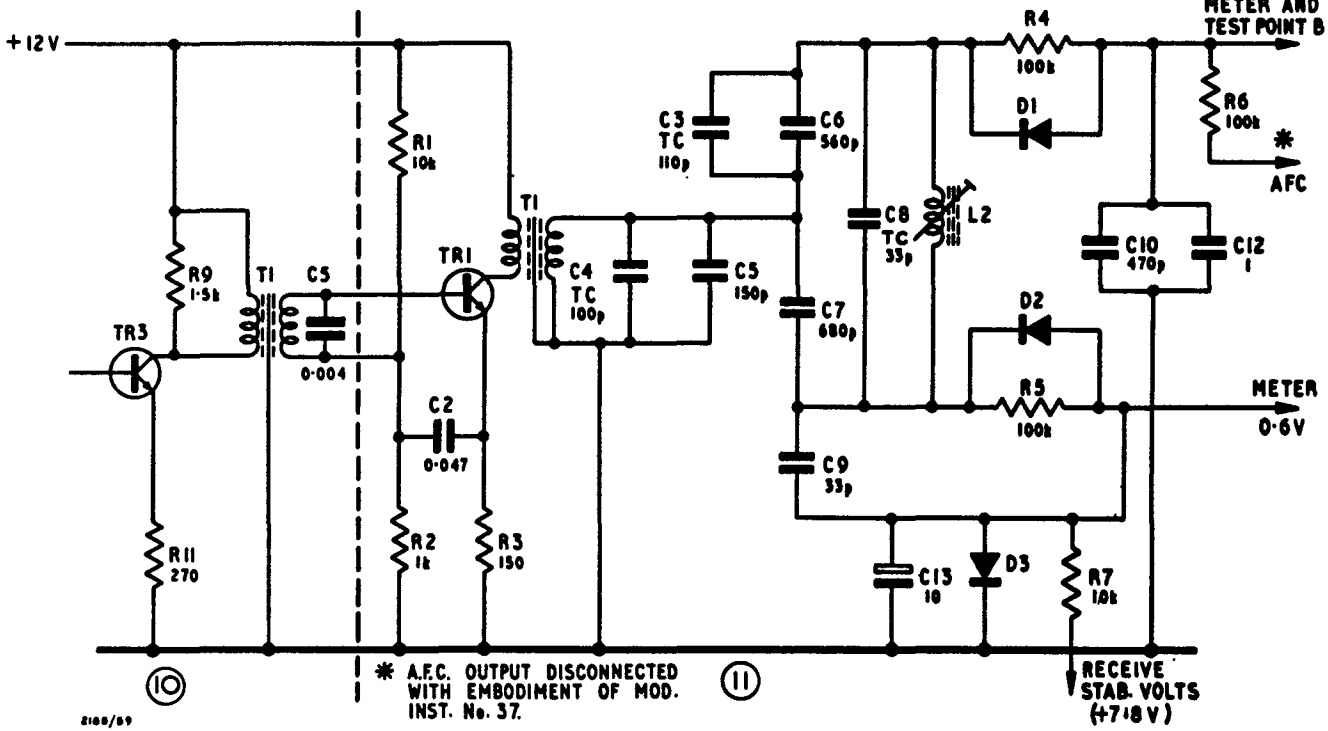 METER AND
TEST POINT B
+12V
R4
100k
D1
R6
100k
*
AFC
C3
TC
110p
C6
560p
R1
10k
T1
C8
TC
33p
L2
C10
470p
C12
1
R9
1·5k
T1
C5
0·004
TR1
C4
TC
100p
C5
150p
C7
680p
D2
TR3
C2
0·047
R5
100k
METER
0·6V
C9
33p
R11
270
R2
1k
R3
150
C13
10
D3
R7
10k
10
* A.F.C. OUTPUT DISCONNECTED
WITH EMBODIMENT OF MOD.
INST. No. 37.
11
RECEIVE
STAB. VOLTS
(+7·8V)